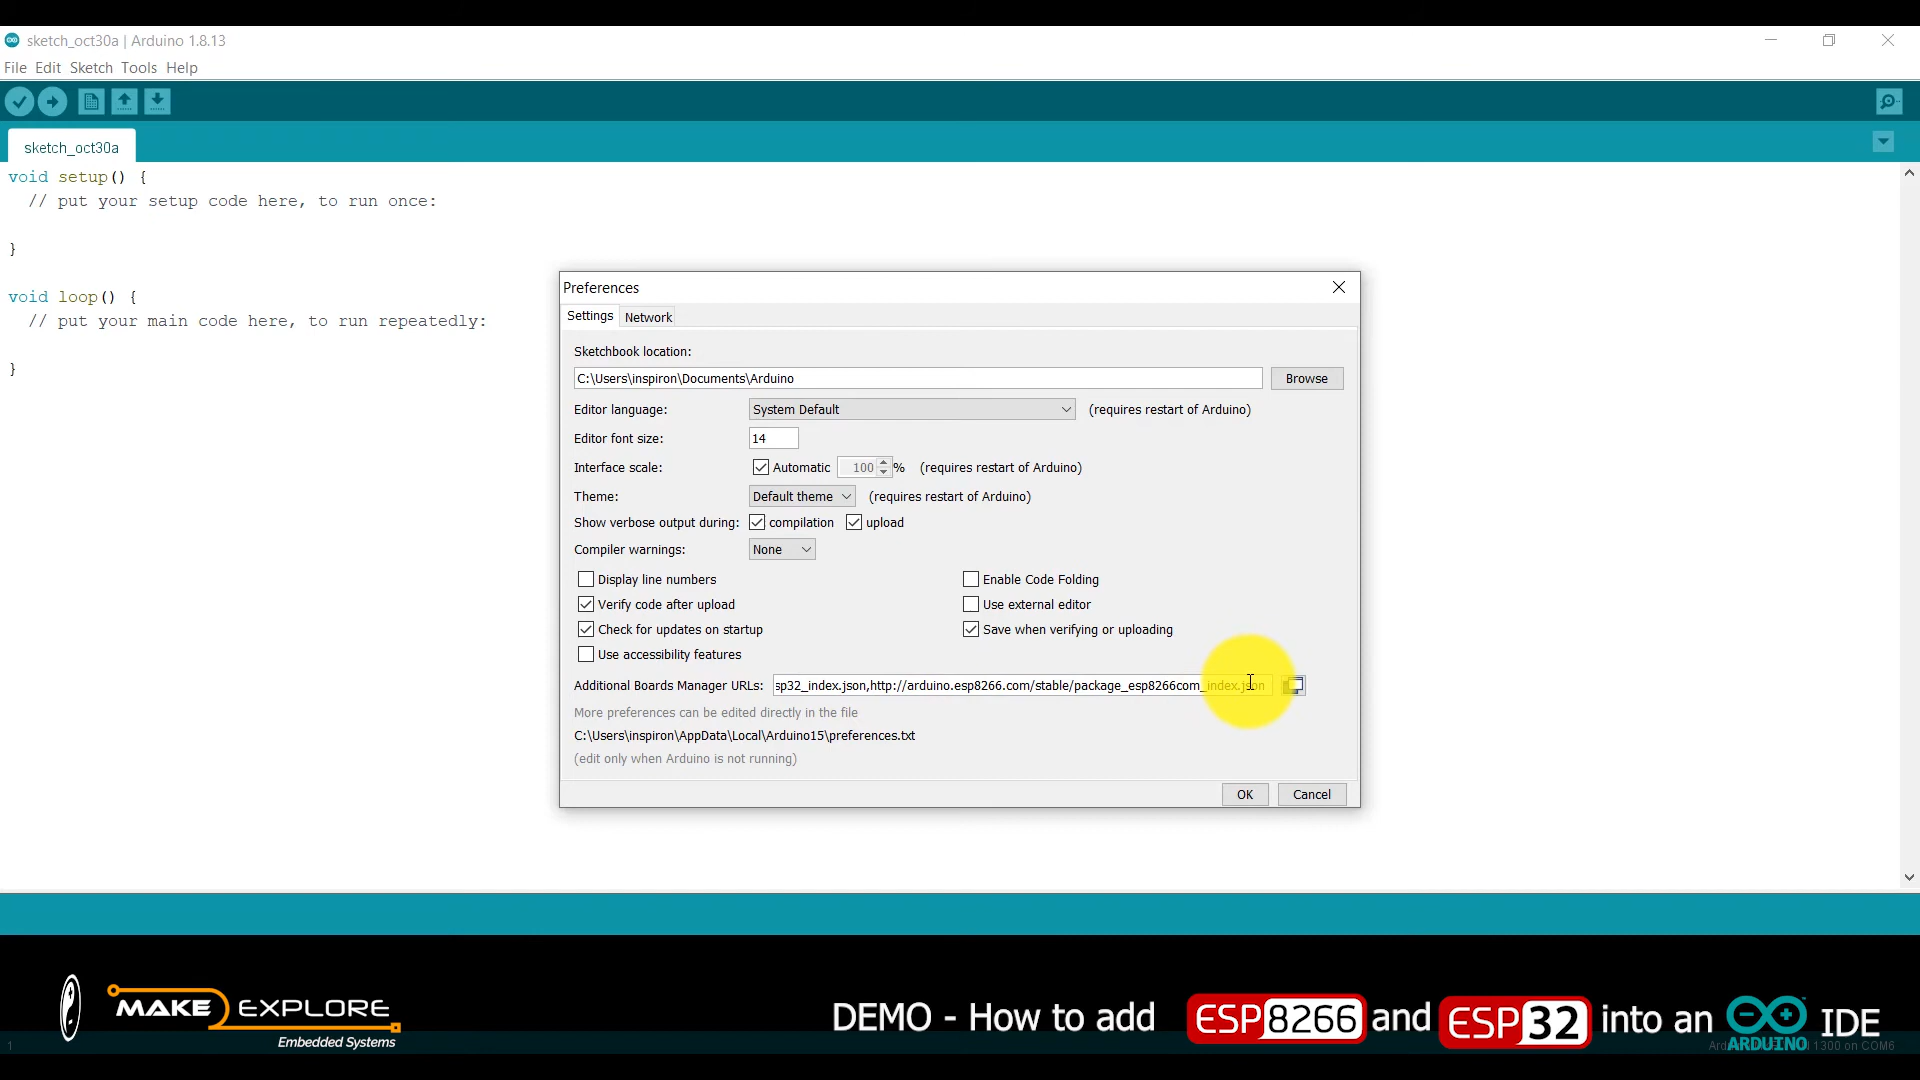 sketch_oct30a | Arduino 1.8.13
File Edit Sketch Tools Help
sketch_oct30a
void setup() {
// put your setup code here, to run once:
}
void loop() {
// put your main code here, to run repeatedly:
}
Preferences
Settings Network
Sketchbook location:
C:\Users\inspiron\Documents\Arduino Browse
Editor language: System Default (requires restart of Arduino)
Editor font size: 14
Interface scale: Automatic 100 % (requires restart of Arduino)
Theme: Default theme (requires restart of Arduino)
Show verbose output during: compilation upload
Compiler warnings: None
Display line numbers Enable Code Folding
Verify code after upload Use external editor
Check for updates on startup Save when verifying or uploading
Use accessibility features
Additional Boards Manager URLs: sp32_index.json,http://arduino.esp8266.com/stable/package_esp8266com_index.json
More preferences can be edited directly in the file
C:\Users\inspiron\AppData\Local\Arduino15\preferences.txt
(edit only when Arduino is not running)
OK Cancel
MAKE EXPLORE
Embedded Systems
DEMO - How to add ESP8266 and ESP32 into an ARDUINO IDE
1
1300 on COM6